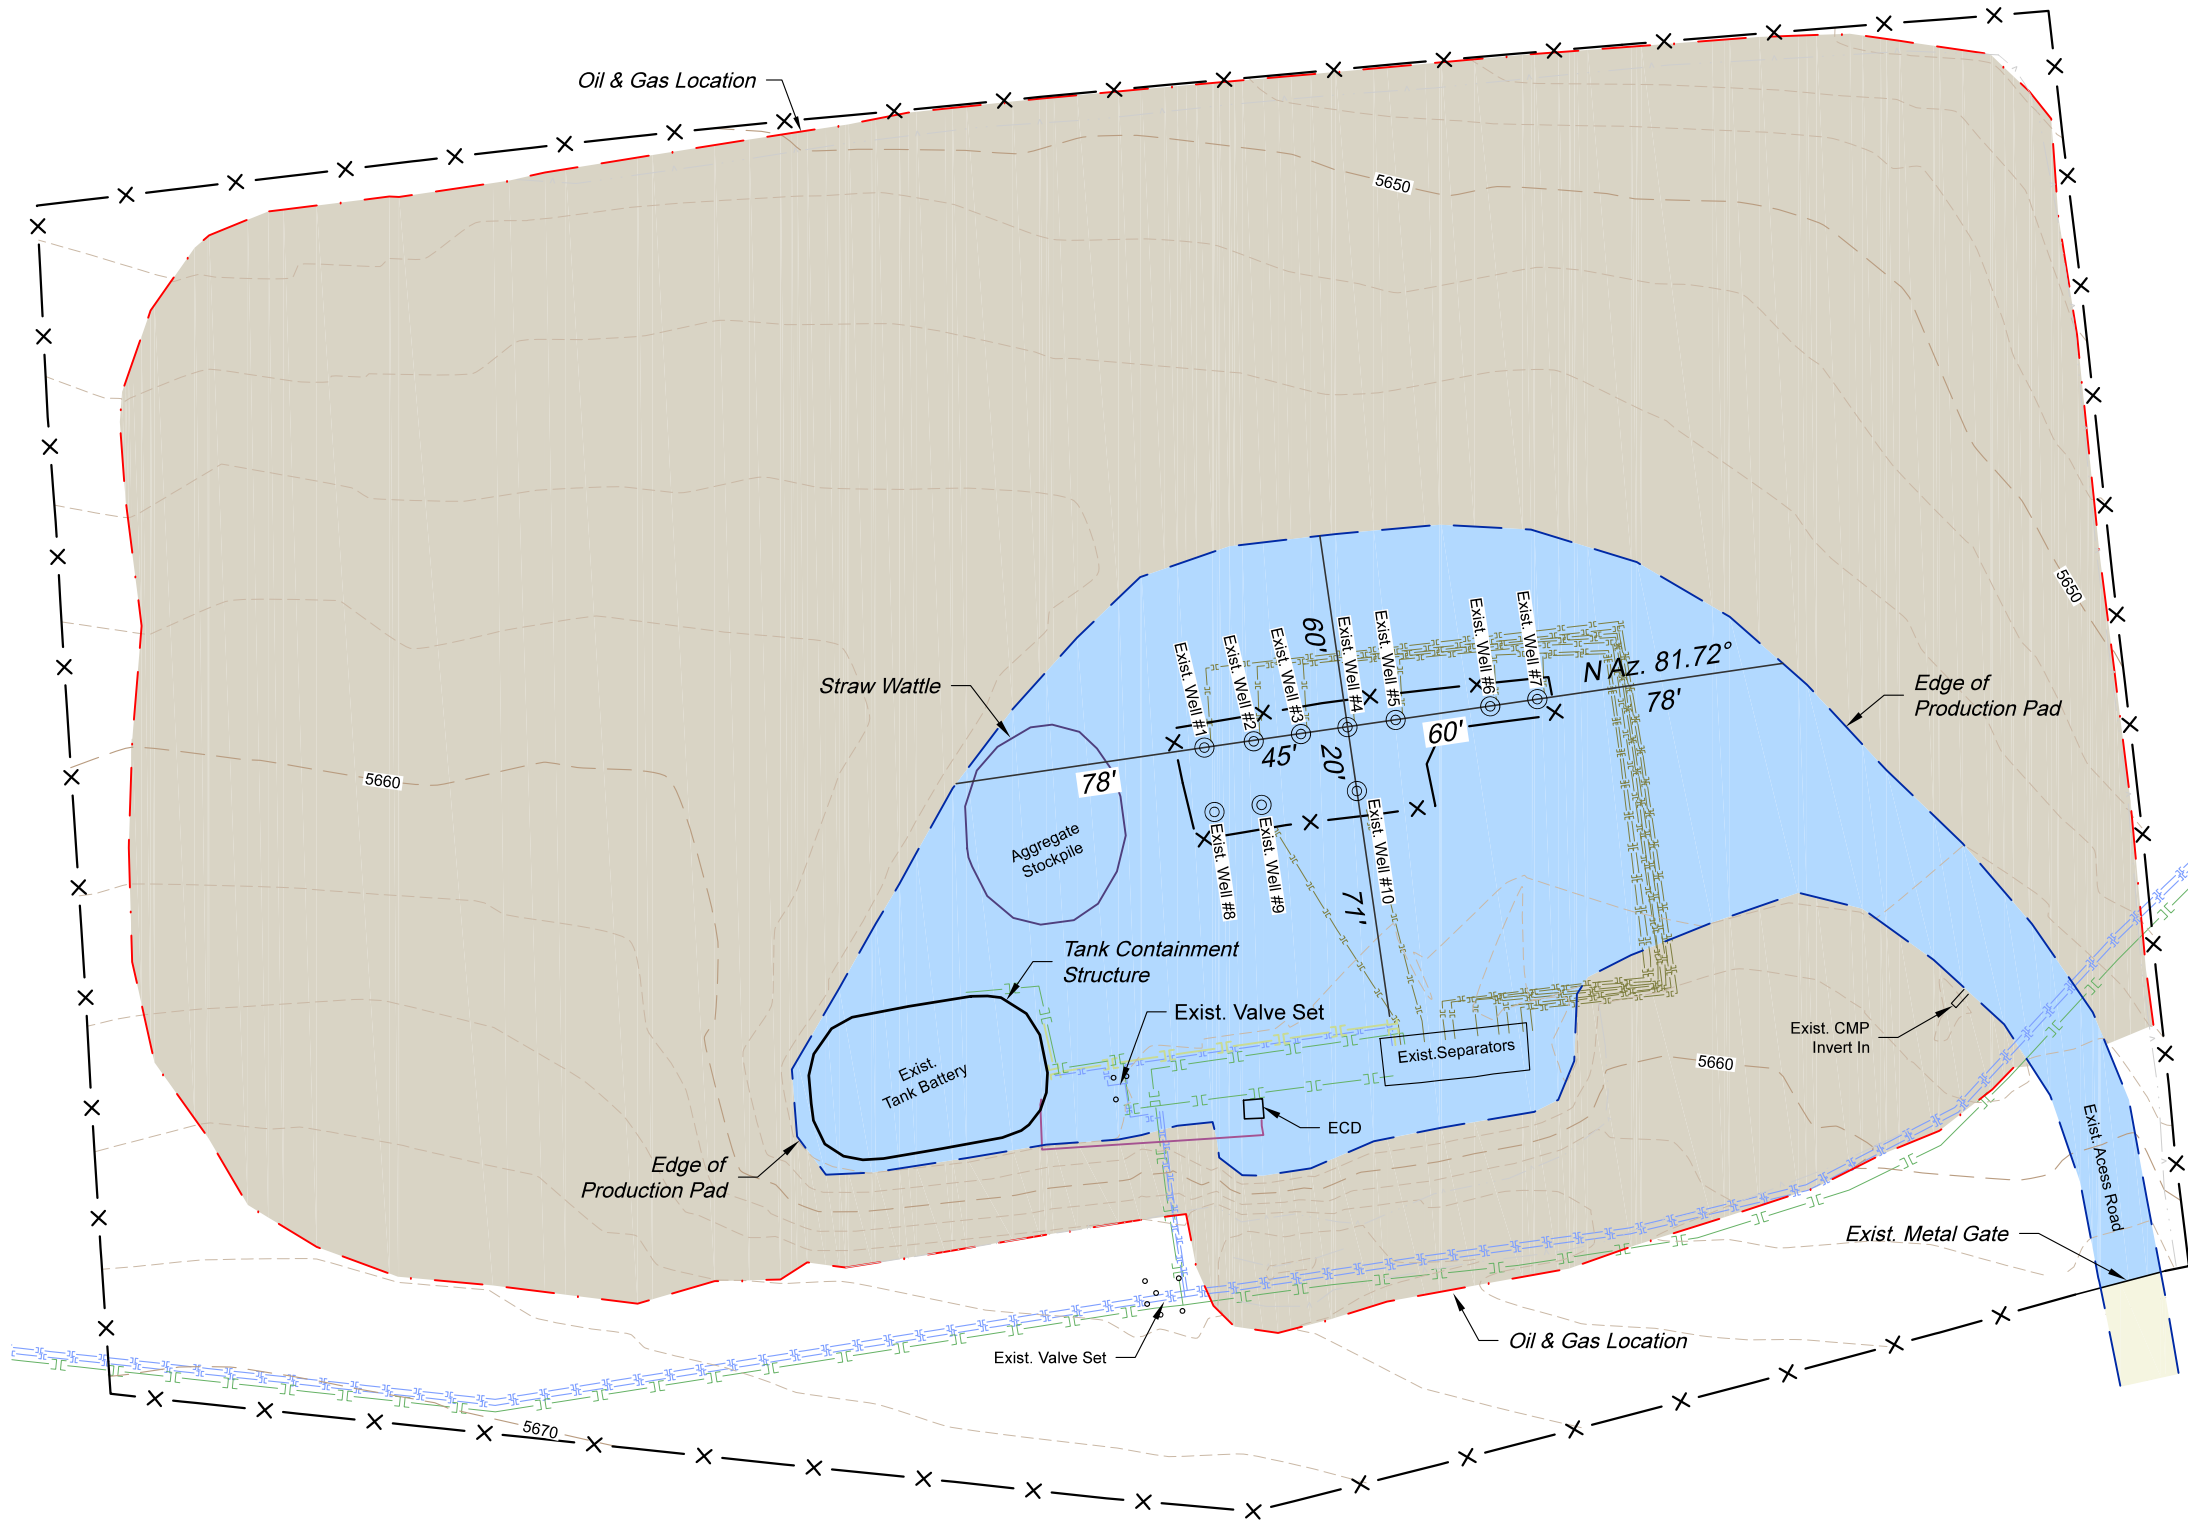 Oil & Gas Location
5650
5650
60'
Exist. Well #1
Exist. Well #2
Exist. Well #3
Exist. Well #4
Exist. Well #5
Exist. Well #6
Exist. Well #7
N Az. 81.72°
78'
Straw Wattle
Edge of
Production Pad
60'
45'
20'
78'
5660
Aggregate
Stockpile
Exist. Well #8
Exist. Well #9
Exist. Well #10
71'
Tank Containment
Structure
Exist. Valve Set
Exist. CMP
Invert In
Exist.Separators
5660
Exist.
Tank Battery
ECD
Edge of
Production Pad
Exist. Acess Road
Exist. Metal Gate
Oil & Gas Location
Exist. Valve Set
5670